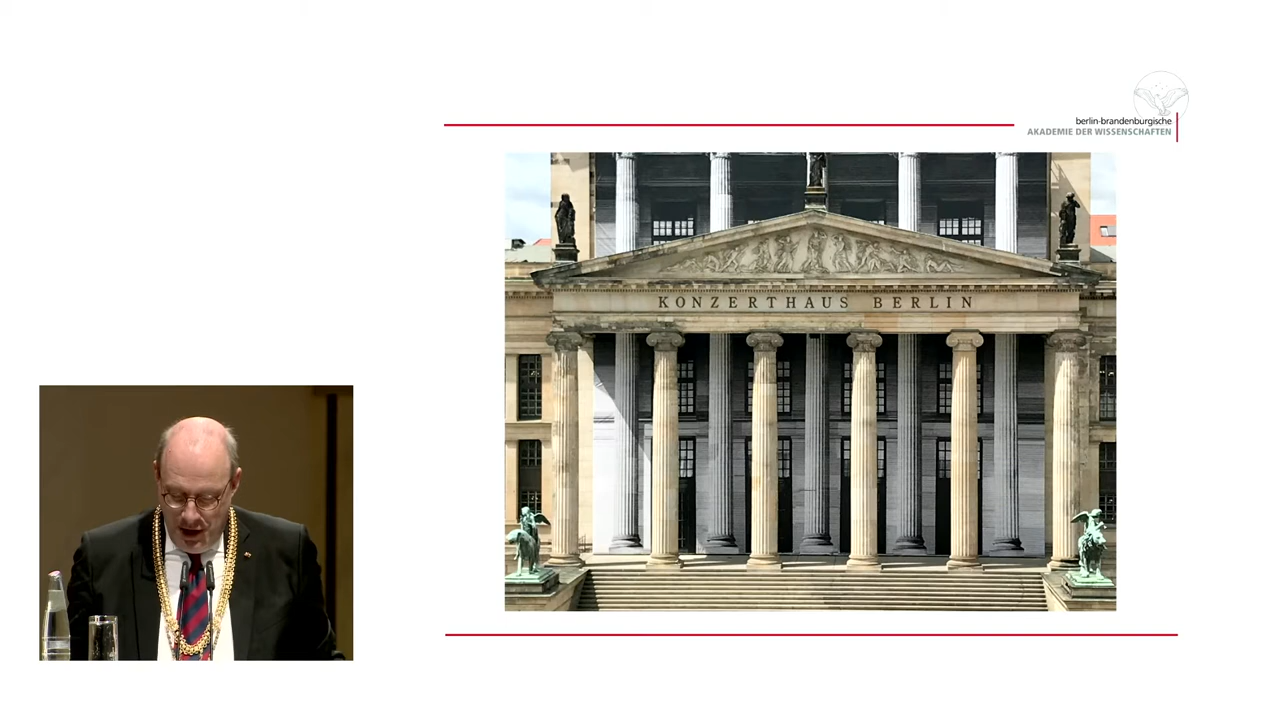 berlin-brandenburgische
AKADEMIE DER WISSENSCHAFTEN
KONZERTHAUS BERLIN